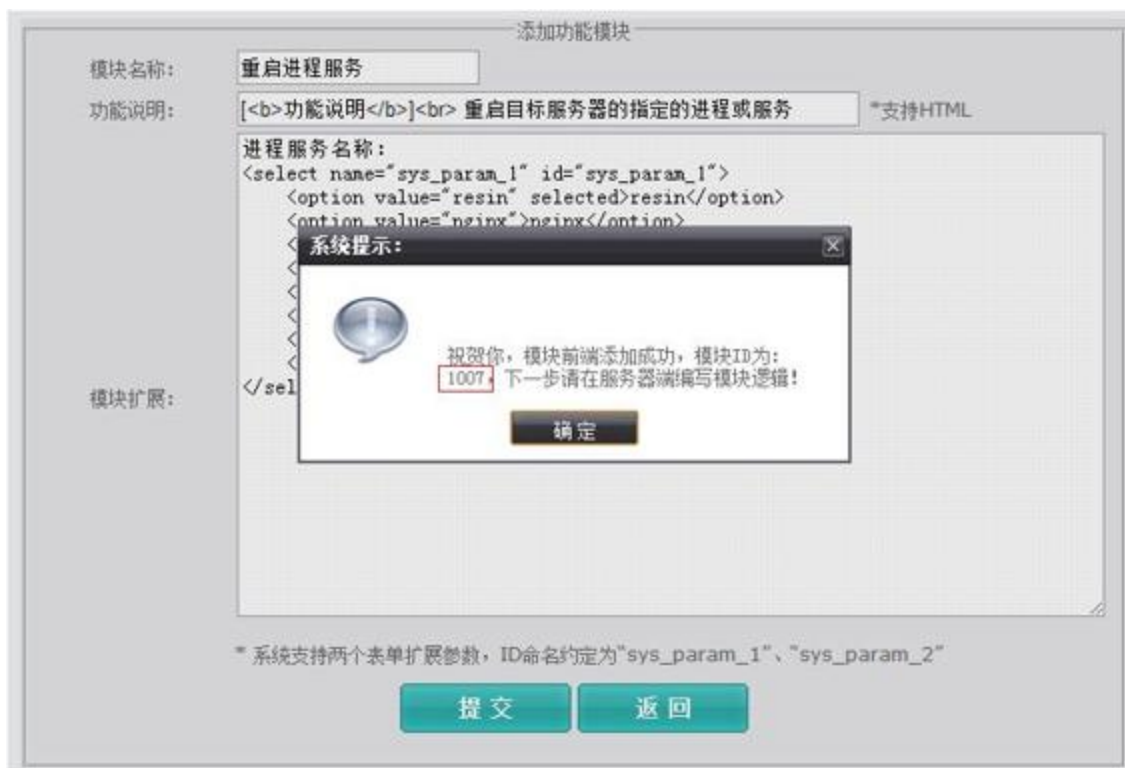 添加功能模块
模块名称：
重启进程服务
功能说明：
[<b>功能说明</b>]<br> 重启目标服务器的指定的进程或服务
*支持HTML
进程服务名称：
<select name="sys_param_1" id="sys_param_1">
<option value="resin" selected>resin</option>
<option value="nginx">nginx</option>
<
<
<
<
<
<
</sel
系统提示：
祝贺你，模块前端添加成功，模块ID为：
1007，下一步请在服务器端编写模块逻辑！
确定
模块扩展：
* 系统支持两个表单扩展参数，ID命名约定为"sys_param_1"、"sys_param_2"
提交
返回